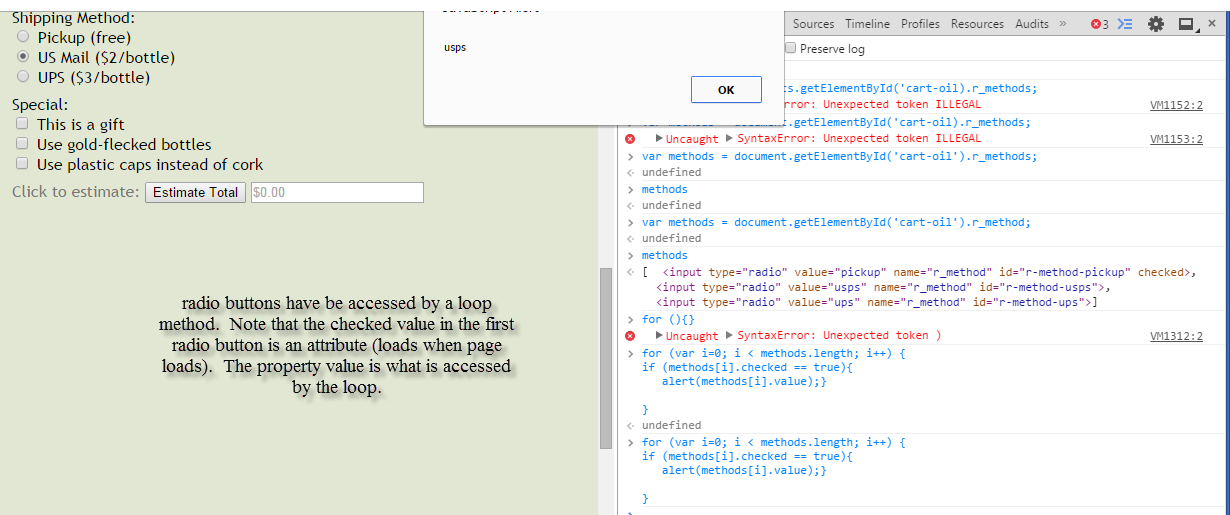 Shipping Method:
Pickup (free)
US Mail ($2/bottle)
UPS ($3/bottle)
Special:
This is a gift
Use gold-flecked bottles
Use plastic caps instead of cork
Click to estimate: Estimate Total $0.00
radio buttons have be accessed by a loop
method. Note that the checked value in the first
radio button is an attribute (loads when page
loads). The property value is what is accessed
by the loop.
usps
OK
Sources Timeline Profiles Resources Audits » 3
Preserve log
ts.getElementById('cart-oil).r_methods;
rror: Unexpected token ILLEGAL VM1152:2
.getElementById('cart-oil).r_methods;
Uncaught SyntaxError: Unexpected token ILLEGAL VM1153:2
> var methods = document.getElementById('cart-oil').r_methods;
undefined
> methods
undefined
> var methods = document.getElementById('cart-oil').r_method;
undefined
> methods
[ <input type="radio" value="pickup" name="r_method" id="r-method-pickup" checked>,
<input type="radio" value="usps" name="r_method" id="r-method-usps">,
<input type="radio" value="ups" name="r_method" id="r-method-ups">]
> for (){}
Uncaught SyntaxError: Unexpected token ) VM1312:2
> for (var i=0; i < methods.length; i++) {
if (methods[i].checked == true){
alert(methods[i].value);}
}
undefined
> for (var i=0; i < methods.length; i++) {
if (methods[i].checked == true){
alert(methods[i].value);}
}